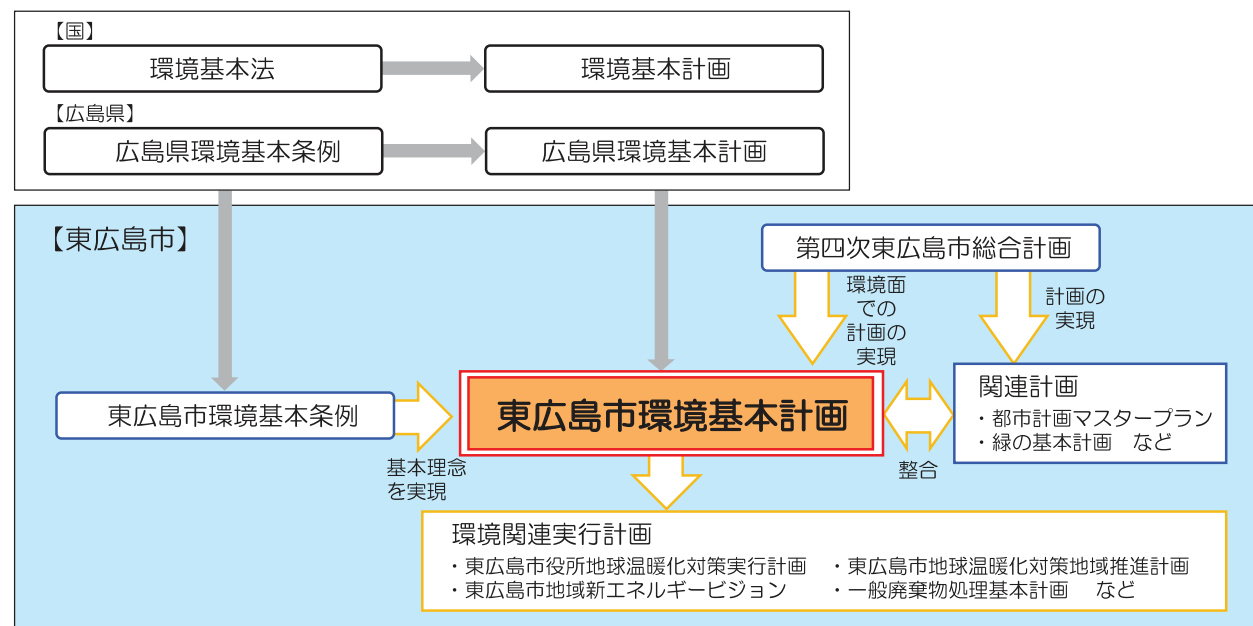 【国】
環境基本法
環境基本計画
【広島県】
広島県環境基本条例
広島県環境基本計画
【東広島市】
第四次東広島市総合計画
環境面
での
計画の
実現
計画の
実現
東広島市環境基本条例
基本理念
を実現
東広島市環境基本計画
整合
関連計画
・都市計画マスタープラン
・緑の基本計画 など
環境関連実行計画
・東広島市役所地球温暖化対策実行計画 ・東広島市地球温暖化対策地域推進計画
・東広島市地域新エネルギービジョン ・一般廃棄物処理基本計画 など